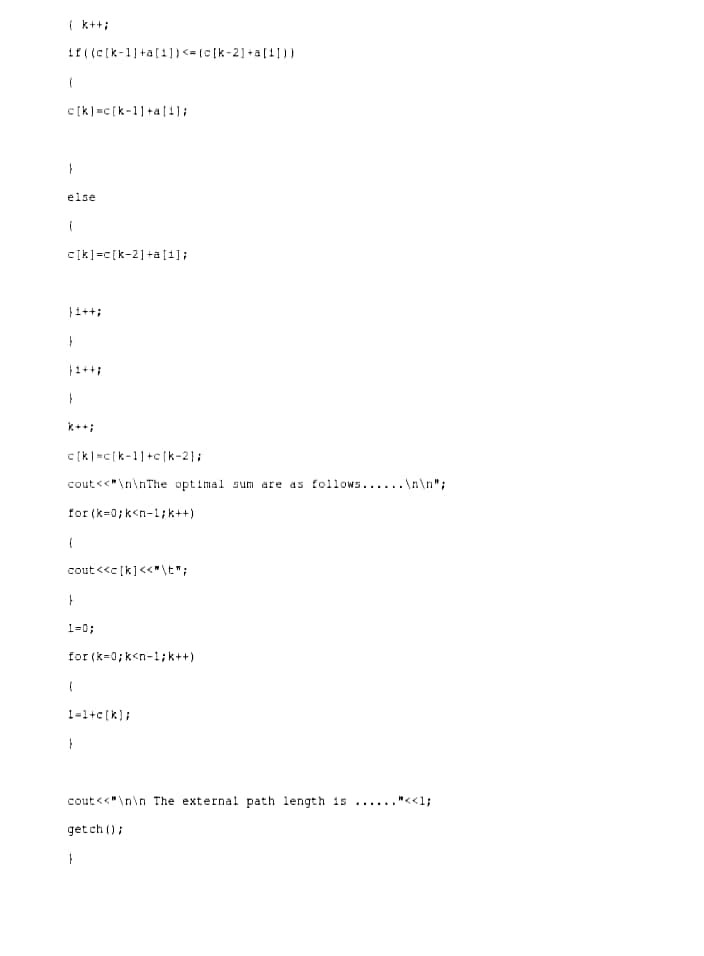 { k++;
if((c[k-1]+a[i])<=(c[k-2]+a[i]))
{
c[k]=c[k-1]+a[i];
}
else
{
c[k]=c[k-2]+a[i];
}i++;
}
}i++;
}
k++;
c[k]=c[k-1]+c[k-2];
cout<<"\n\nThe optimal sum are as follows......\n\n";
for(k=0;k<n-1;k++)
{
cout<<c[k]<<"\t";
}
l=0;
for(k=0;k<n-1;k++)
{
l=l+c[k];
}
cout<<"\n\n The external path length is ......"<<l;
getch();
}